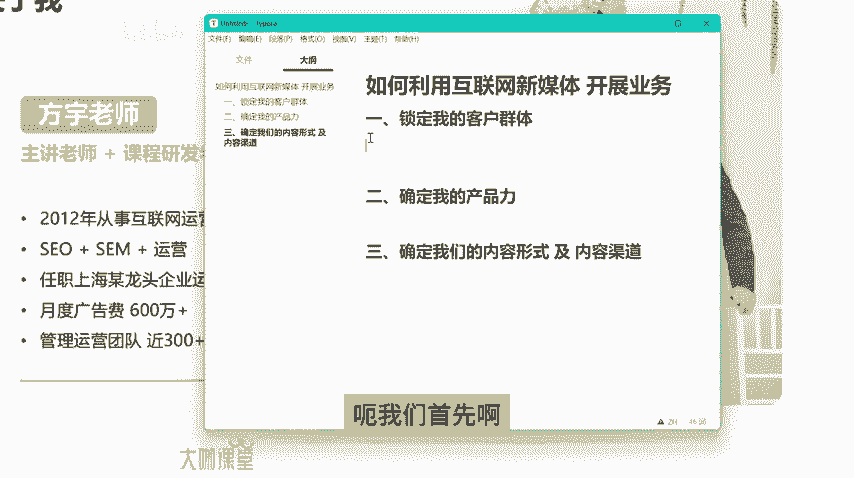 于我
方宇老师
主讲老师 + 课程研发
• 2012年从事互联网运营
• SEO + SEM + 运营
• 任职上海某龙头企业运
• 月度广告费 600万+
• 管理运营团队 近300+
Untitled - Typora
文件(F) 编辑(E) 段落(P) 格式(O) 视图(V) 主题(T) 帮助(H)
文件 大纲
如何利用互联网新媒体 开展业务
一、锁定我的客户群体
二、确定我的产品力
三、确定我们的内容形式 及
内容渠道
如何利用互联网新媒体 开展业务
一、锁定我的客户群体
二、确定我的产品力
三、确定我们的内容形式 及 内容渠道
呃我们首先啊
大咖课堂